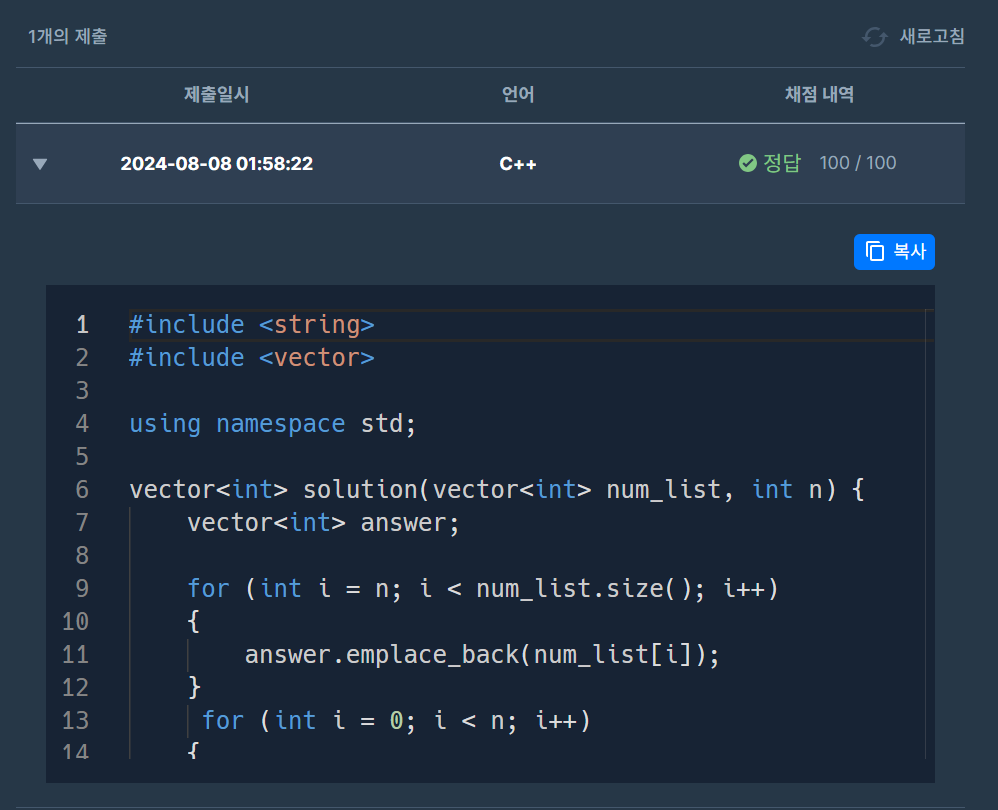 1개의 제출 새로고침
제출일시 언어 채점 내역
▼ 2024-08-08 01:58:22 C++ 정답 100 / 100
복사
1 #include <string>
2 #include <vector>
3
4 using namespace std;
5
6 vector<int> solution(vector<int> num_list, int n) {
7     vector<int> answer;
8
9     for (int i = n; i < num_list.size(); i++)
10     {
11         answer.emplace_back(num_list[i]);
12     }
13      for (int i = 0; i < n; i++)
14     {